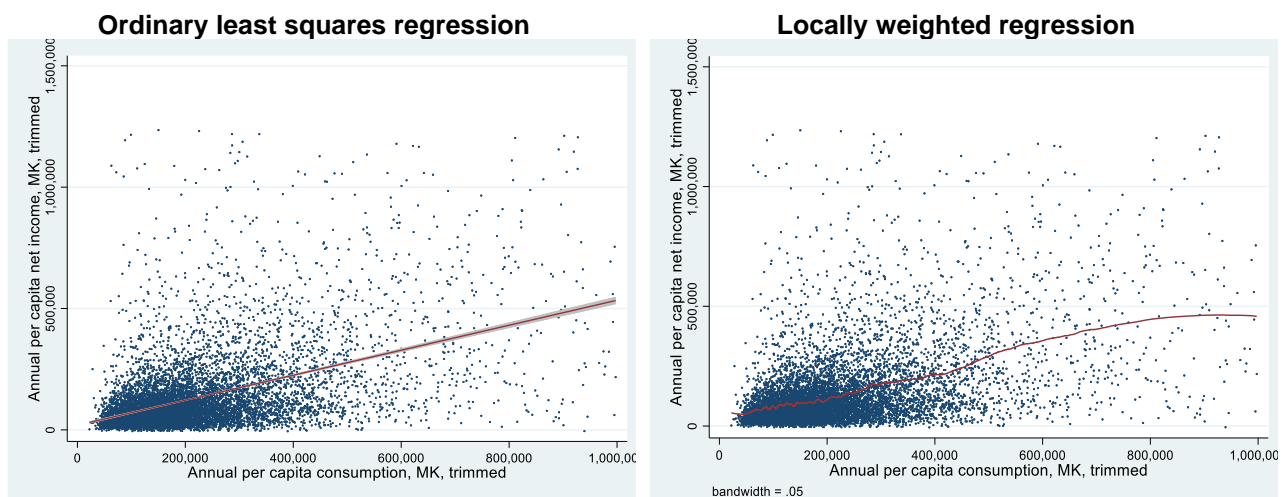 Ordinary least squares regression
Annual per capita net income, MK, trimmed
1,500,000
1,000,000
500,000
0
0 200,000 400,000 600,000 800,000 1,000,00
Annual per capita consumption, MK, trimmed
Locally weighted regression
Annual per capita net income, MK, trimmed
1,500,000
1,000,000
500,000
0
0 200,000 400,000 600,000 800,000 1,000,00
Annual per capita consumption, MK, trimmed
bandwidth = .05